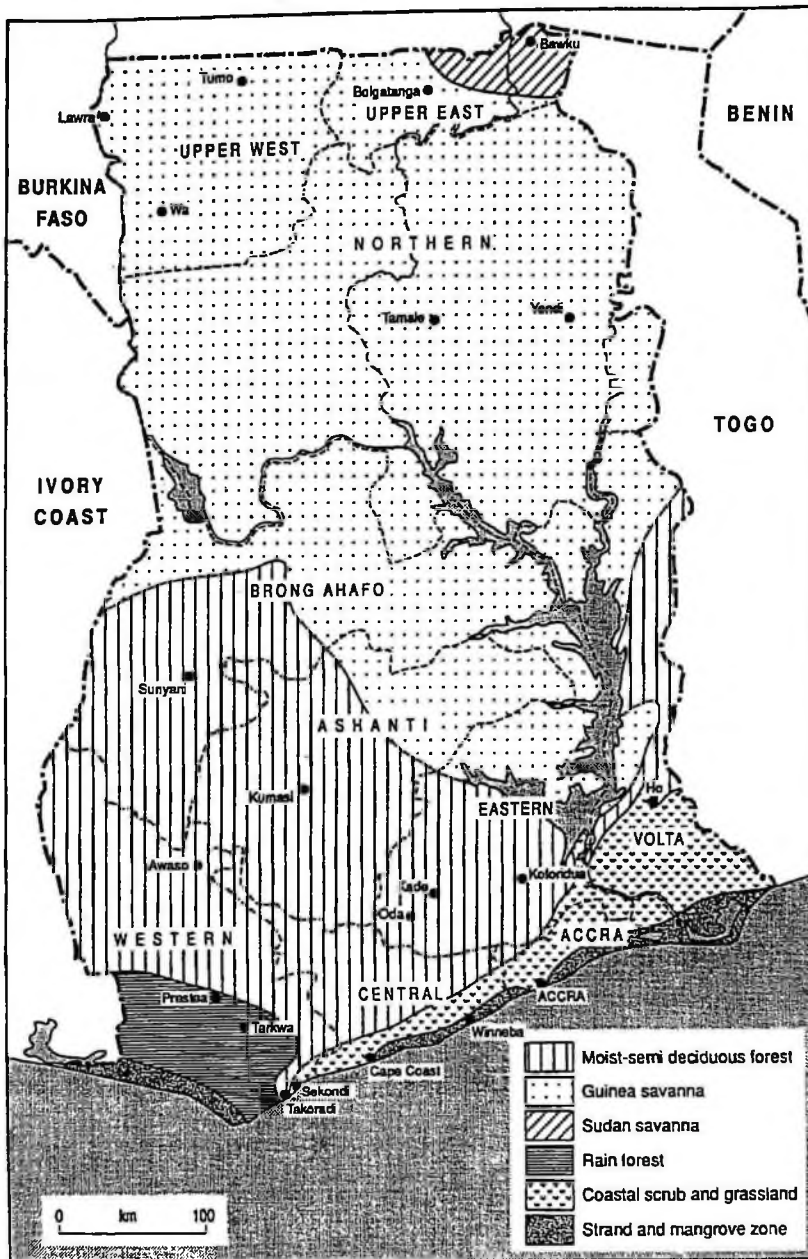 Bawku
Tumo
Bolgatanga
UPPER EAST
BENIN
Lawra
UPPER WEST
BURKINA
FASO
Wa
NORTHERN
Tamale
Yendi
TOGO
IVORY
COAST
BRONG AHAFO
Sunyani
ASHANTI
Kumasi
EASTERN
Ho
VOLTA
Awaso
Kade
Koloridua
Oda
WESTERN
ACCRA
CENTRAL
Prestea
ACCRA
Tarkwa
Winneba
Cape Coast
Sekondi
Takoradi
Moist-semi deciduous forest
Guinea savanna
Sudan savanna
Rain forest
Coastal scrub and grassland
Strand and mangrove zone
0 km 100